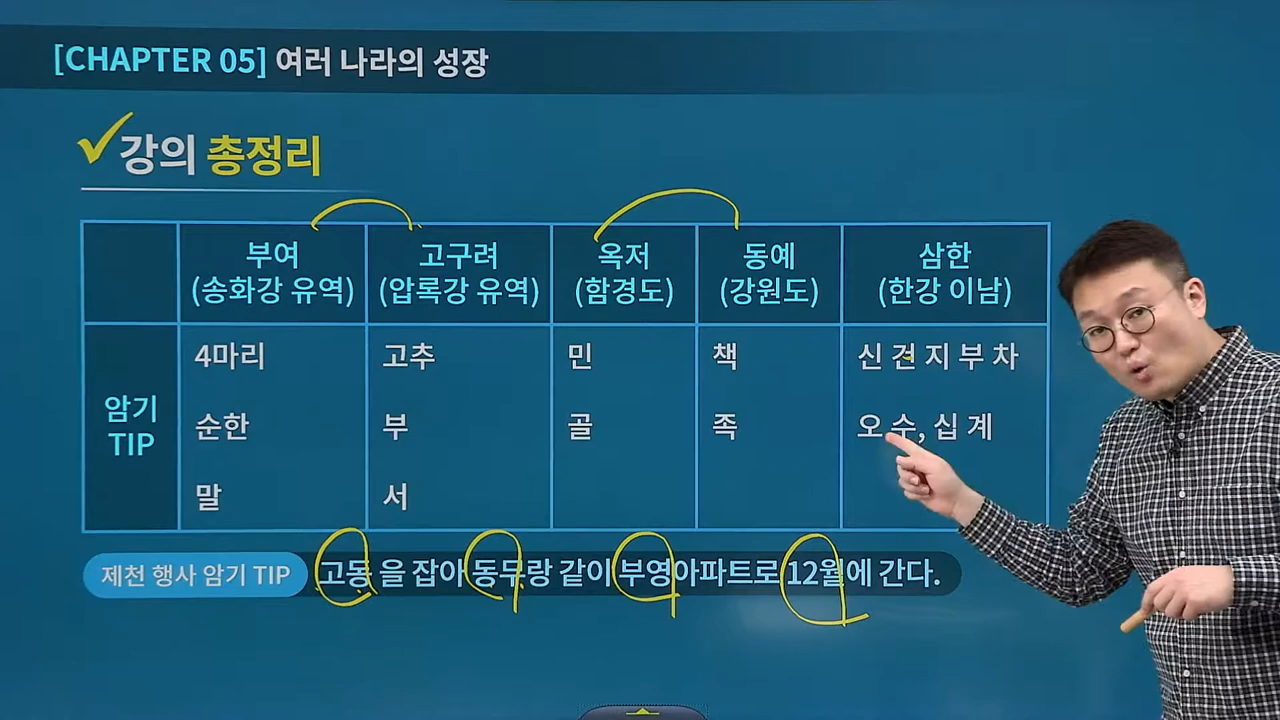 [CHAPTER 05] 여러 나라의 성장
강의 총정리
부여
(송화강 유역)
고구려
(압록강 유역)
옥저
(함경도)
동예
(강원도)
삼한
(한강 이남)
암기
TIP
4마리
순한
말
고추
부
서
민
골
책
족
신 견 지 부 차
오 수, 십 계
제천 행사 암기 TIP
고동 을 잡아 동무랑 같이 부영아파트로 12월에 간다.